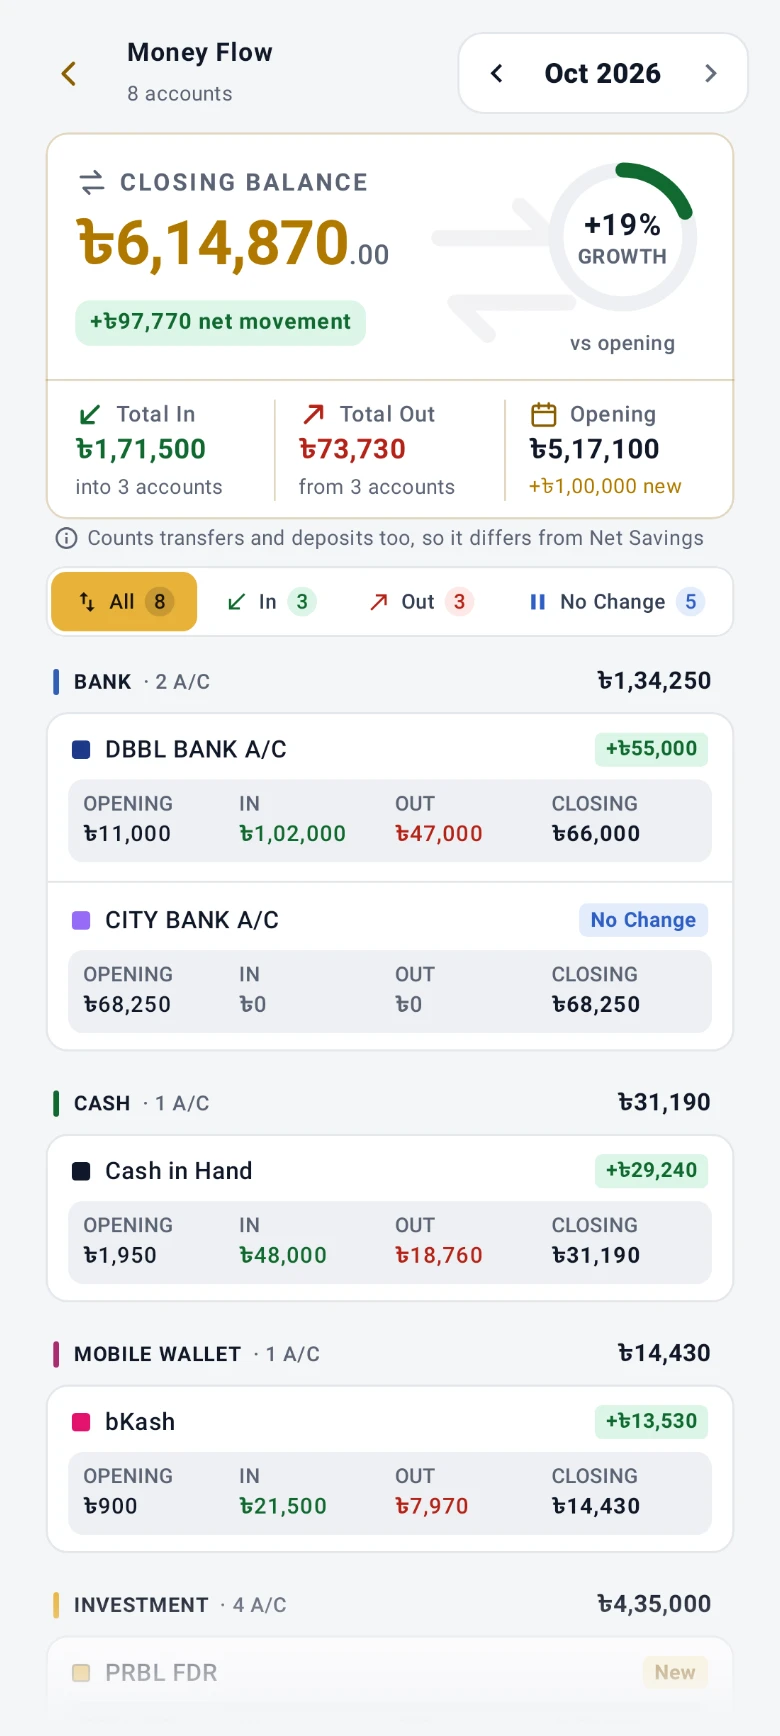 Money Flow
8 accounts
Oct 2026
CLOSING BALANCE
৳6,14,870.00
+৳97,770 net movement
+19%
GROWTH
vs opening
Total In
৳1,71,500
into 3 accounts
Total Out
৳73,730
from 3 accounts
Opening
৳5,17,100
+৳1,00,000 new
Counts transfers and deposits too, so it differs from Net Savings
All 8 In 3 Out 3 No Change 5
BANK · 2 A/C ৳1,34,250
DBBL BANK A/C +৳55,000
OPENING IN OUT CLOSING
৳11,000 ৳1,02,000 ৳47,000 ৳66,000
CITY BANK A/C No Change
OPENING IN OUT CLOSING
৳68,250 ৳0 ৳0 ৳68,250
CASH · 1 A/C ৳31,190
Cash in Hand +৳29,240
OPENING IN OUT CLOSING
৳1,950 ৳48,000 ৳18,760 ৳31,190
MOBILE WALLET · 1 A/C ৳14,430
bKash +৳13,530
OPENING IN OUT CLOSING
৳900 ৳21,500 ৳7,970 ৳14,430
INVESTMENT · 4 A/C ৳4,35,000
PRBL FDR New